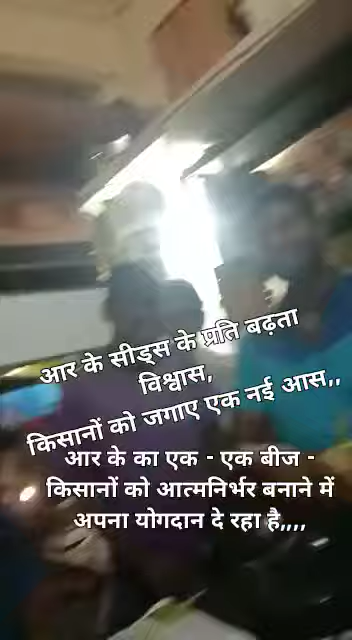 आर के सीड्स के प्रति बढ़ता
विश्वास,
किसानों को जगाए एक नई आस,,
आर के का एक - एक बीज -
किसानों को आत्मनिर्भर बनाने में
अपना योगदान दे रहा है,,,,